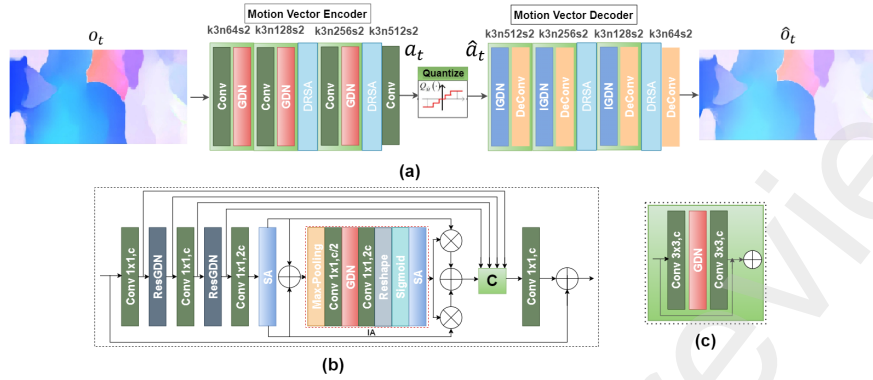 Motion Vector Encoder
Motion Vector Decoder
o_t
k3n64s2 k3n128s2 k3n256s2 k3n512s2
a_t
â_t
k3n512s2 k3n256s2 k3n128s2 k3n64s2
ô_t
Conv GDN Conv GDN DRSA Conv GDN DRSA Conv
Quantize
IGDN DeConv IGDN DeConv DRSA IGDN DeConv DRSA DeConv
(a)
Conv 1x1,c
ResGDN
Conv 1x1,c
ResGDN
Conv 1x1,2c
SA
Max-Pooling
Conv 1x1,c/2
GDN
Conv 1x1,2c
Reshape
Sigmoid
SA
IA
C
Conv 1x1,c
(b)
Conv 3x3,c
GDN
Conv 3x3,c
(c)